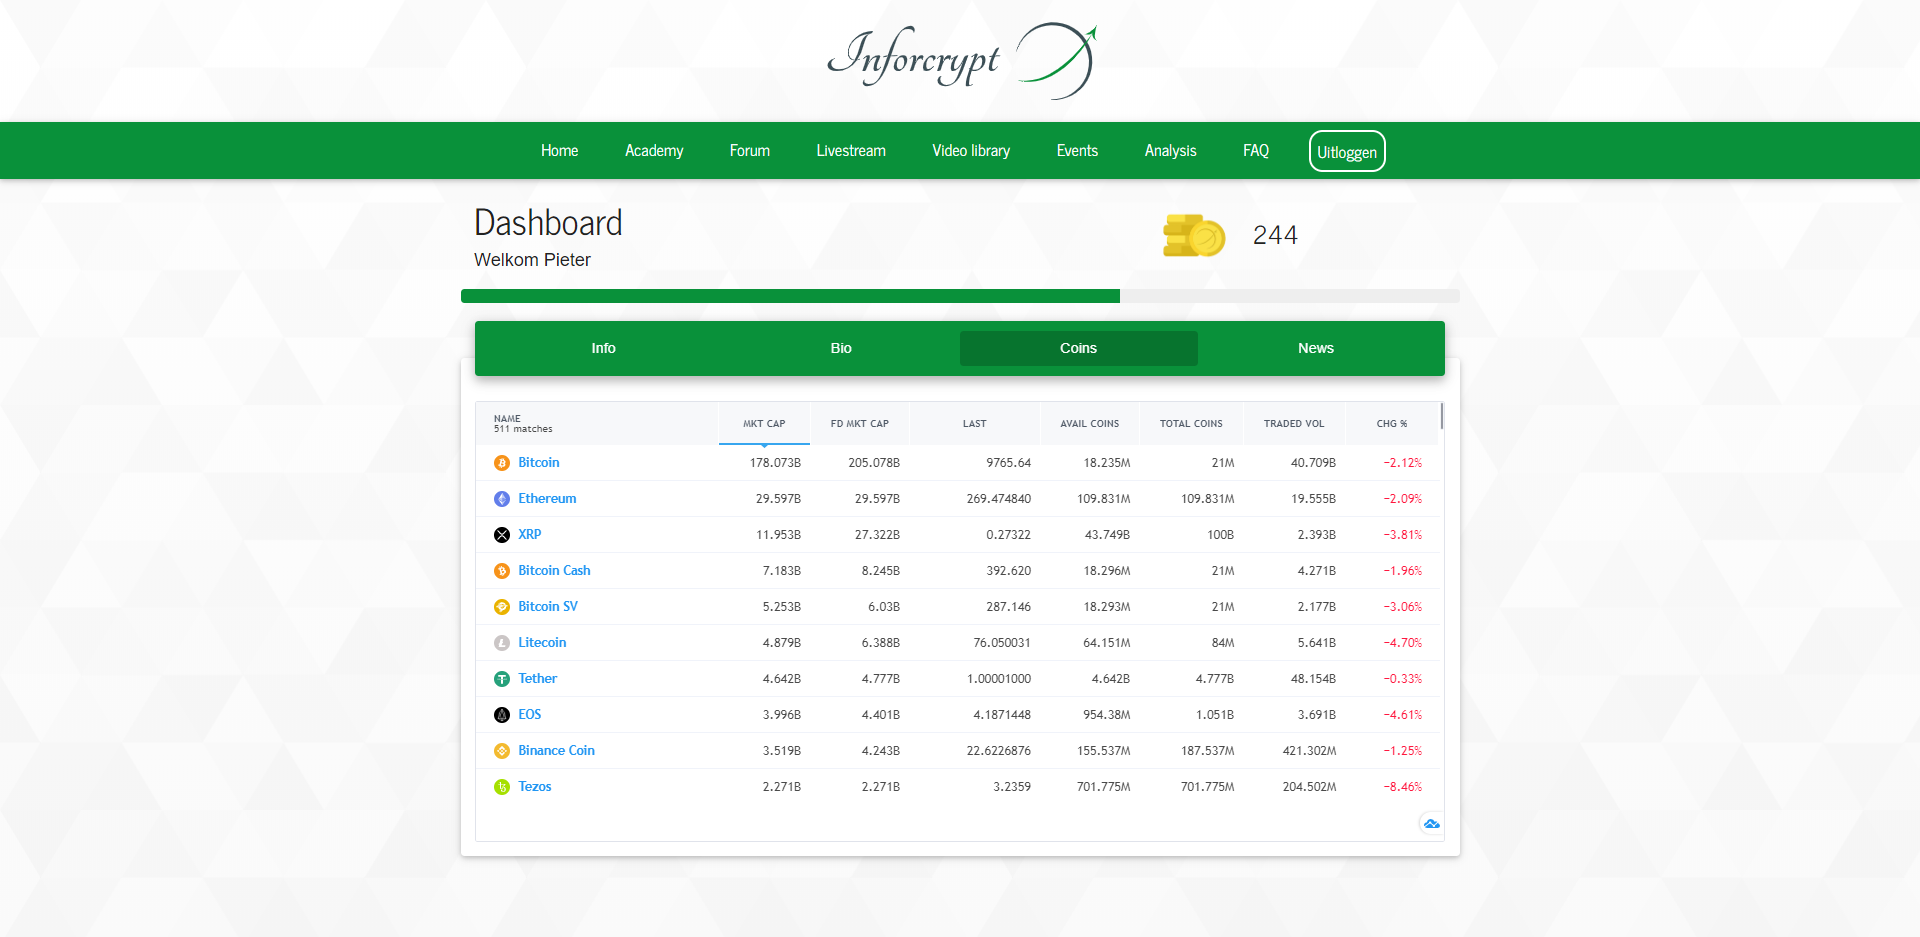 Inforcrypt
Home Academy Forum Livestream Video library Events Analysis FAQ Uitloggen
Dashboard
244
Welkom Pieter
Info Bio Coins News
NAME MKT CAP FD MKT CAP LAST AVAIL COINS TOTAL COINS TRADED VOL CHG %
511 matches
Bitcoin 178.073B 205.078B 9765.64 18.235M 21M 40.709B −2.12%
Ethereum 29.597B 29.597B 269.474840 109.831M 109.831M 19.555B −2.09%
XRP 11.953B 27.322B 0.27322 43.749B 100B 2.393B −3.81%
Bitcoin Cash 7.183B 8.245B 392.620 18.296M 21M 4.271B −1.96%
Bitcoin SV 5.253B 6.03B 287.146 18.293M 21M 2.177B −3.06%
Litecoin 4.879B 6.388B 76.050031 64.151M 84M 5.641B −4.70%
Tether 4.642B 4.777B 1.00001000 4.642B 4.777B 48.154B −0.33%
EOS 3.996B 4.401B 4.1871448 954.38M 1.051B 3.691B −4.61%
Binance Coin 3.519B 4.243B 22.6226876 155.537M 187.537M 421.302M −1.25%
Tezos 2.271B 2.271B 3.2359 701.775M 701.775M 204.502M −8.46%